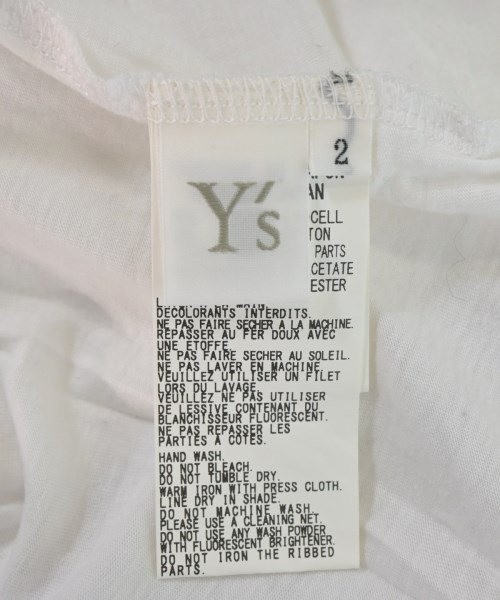 2
Y's
AN
CELL
TON
PARTS
CETATE
ESTER
DECOLORANTS INTERDITS.
NE PAS FAIRE SECHER A LA MACHINE.
REPASSER AU FER DOUX AVEC
UNE ETOFFE.
NE PAS FAIRE SECHER AU SOLEIL.
NE PAS LAVER EN MACHINE.
VEUILLEZ UTILISER UN FILET
LORS DU LAVAGE.
VEUILLEZ NE PAS UTILISER
DE LESSIVE CONTENANT DU
BLANCHISSEUR FLUORESCENT.
NE PAS REPASSER LES
PARTIES A COTES.
HAND WASH.
DO NOT BLEACH.
DO NOT TUMBLE DRY.
WARM IRON WITH PRESS CLOTH.
LINE DRY IN SHADE.
DO NOT MACHINE WASH.
PLEASE USE A CLEANING NET.
DO NOT USE ANY WASH POWDER
WITH FLUORESCENT BRIGHTENER.
DO NOT IRON THE RIBBED
PARTS.